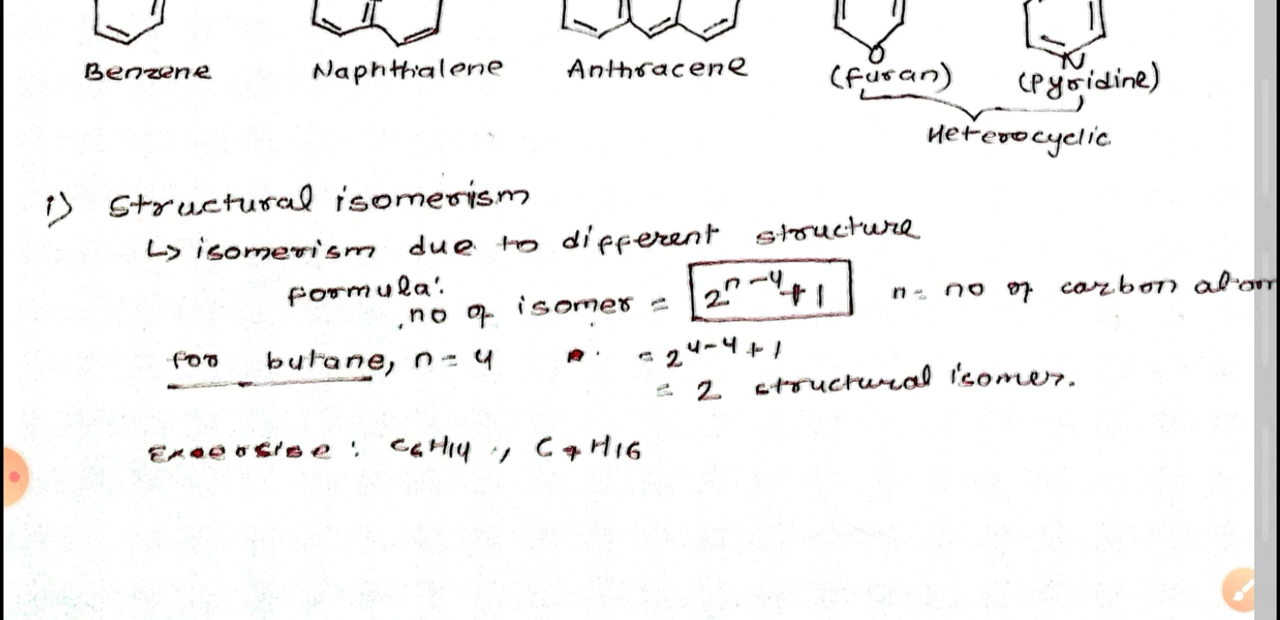 Benzene Naphthalene Anthracene (furan) (Pyridine)
O N
Heterocyclic
i) Structural isomerism
↳ isomerism due to different structure
formula:
no of isomer = 2^{n-4}+1 n= no of carbon atom
for butane, n = 4 = 2^{4-4}+1
= 2 structural isomer.
Exercise : C6H14 , C7H16